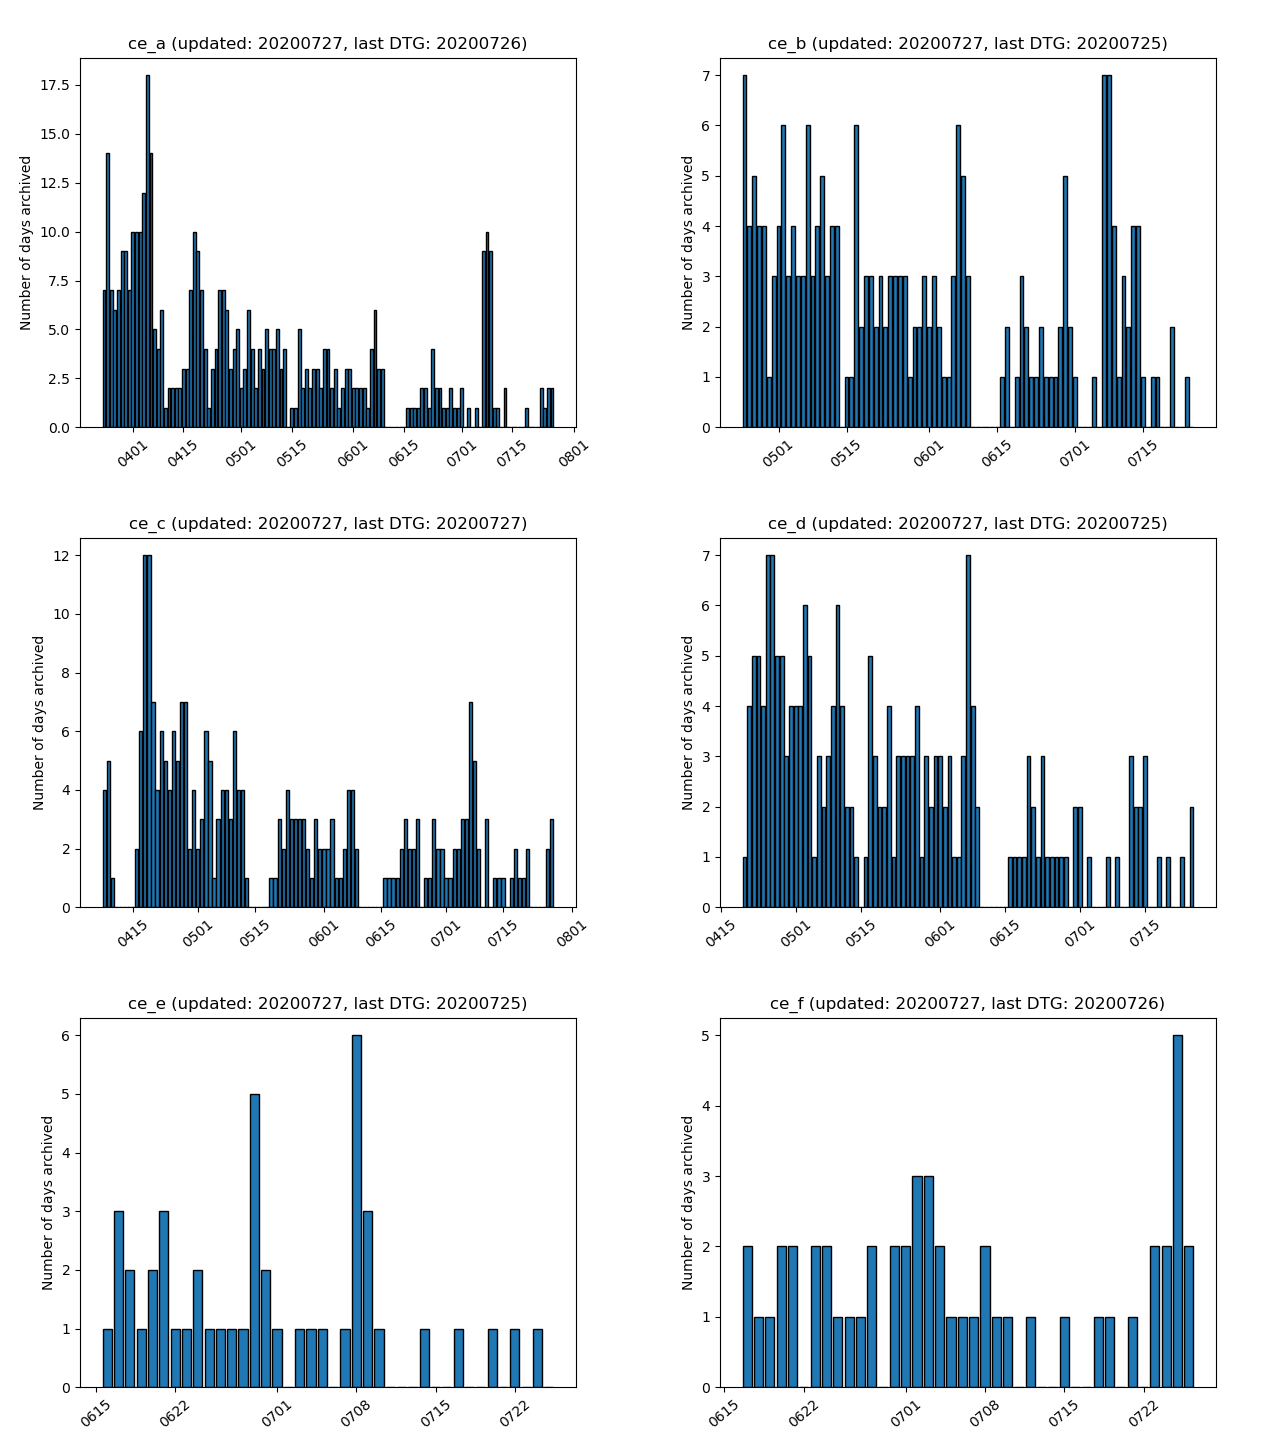 ce_a (updated: 20200727, last DTG: 20200726)
Number of days archived
17.5
15.0
12.5
10.0
7.5
5.0
2.5
0.0
0401 0415 0501 0515 0601 0615 0701 0715 0801
ce_b (updated: 20200727, last DTG: 20200725)
Number of days archived
7
6
5
4
3
2
1
0
0501 0515 0601 0615 0701 0715
ce_c (updated: 20200727, last DTG: 20200727)
Number of days archived
12
10
8
6
4
2
0
0415 0501 0515 0601 0615 0701 0715 0801
ce_d (updated: 20200727, last DTG: 20200725)
Number of days archived
7
6
5
4
3
2
1
0
0415 0501 0515 0601 0615 0701 0715
ce_e (updated: 20200727, last DTG: 20200725)
Number of days archived
6
5
4
3
2
1
0
0615 0622 0701 0708 0715 0722
ce_f (updated: 20200727, last DTG: 20200726)
Number of days archived
5
4
3
2
1
0
0615 0622 0701 0708 0715 0722